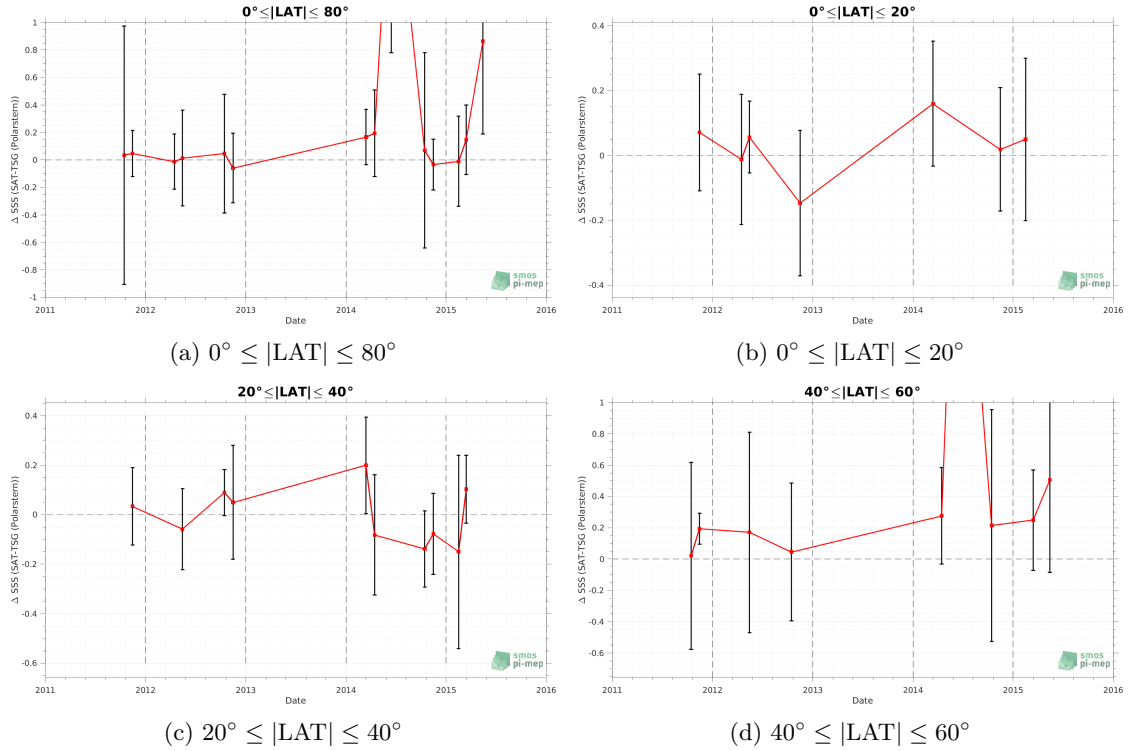 0°≤|LAT|≤ 80°
Δ SSS (SAT-TSG (Polarstern))
1
0.8
0.6
0.4
0.2
0
-0.2
-0.4
-0.6
-0.8
-1
2011 2012 2013 2014 2015 2016
Date
smos
pi-mep
(a) 0° ≤ |LAT| ≤ 80°
0°≤|LAT|≤ 20°
Δ SSS (SAT-TSG (Polarstern))
0.4
0.2
0
-0.2
-0.4
2011 2012 2013 2014 2015 2016
Date
smos
pi-mep
(b) 0° ≤ |LAT| ≤ 20°
20°≤|LAT|≤ 40°
Δ SSS (SAT-TSG (Polarstern))
0.4
0.2
0
-0.2
-0.4
-0.6
2011 2012 2013 2014 2015 2016
Date
smos
pi-mep
(c) 20° ≤ |LAT| ≤ 40°
40°≤|LAT|≤ 60°
Δ SSS (SAT-TSG (Polarstern))
1
0.8
0.6
0.4
0.2
0
-0.2
-0.4
-0.6
2011 2012 2013 2014 2015 2016
Date
smos
pi-mep
(d) 40° ≤ |LAT| ≤ 60°